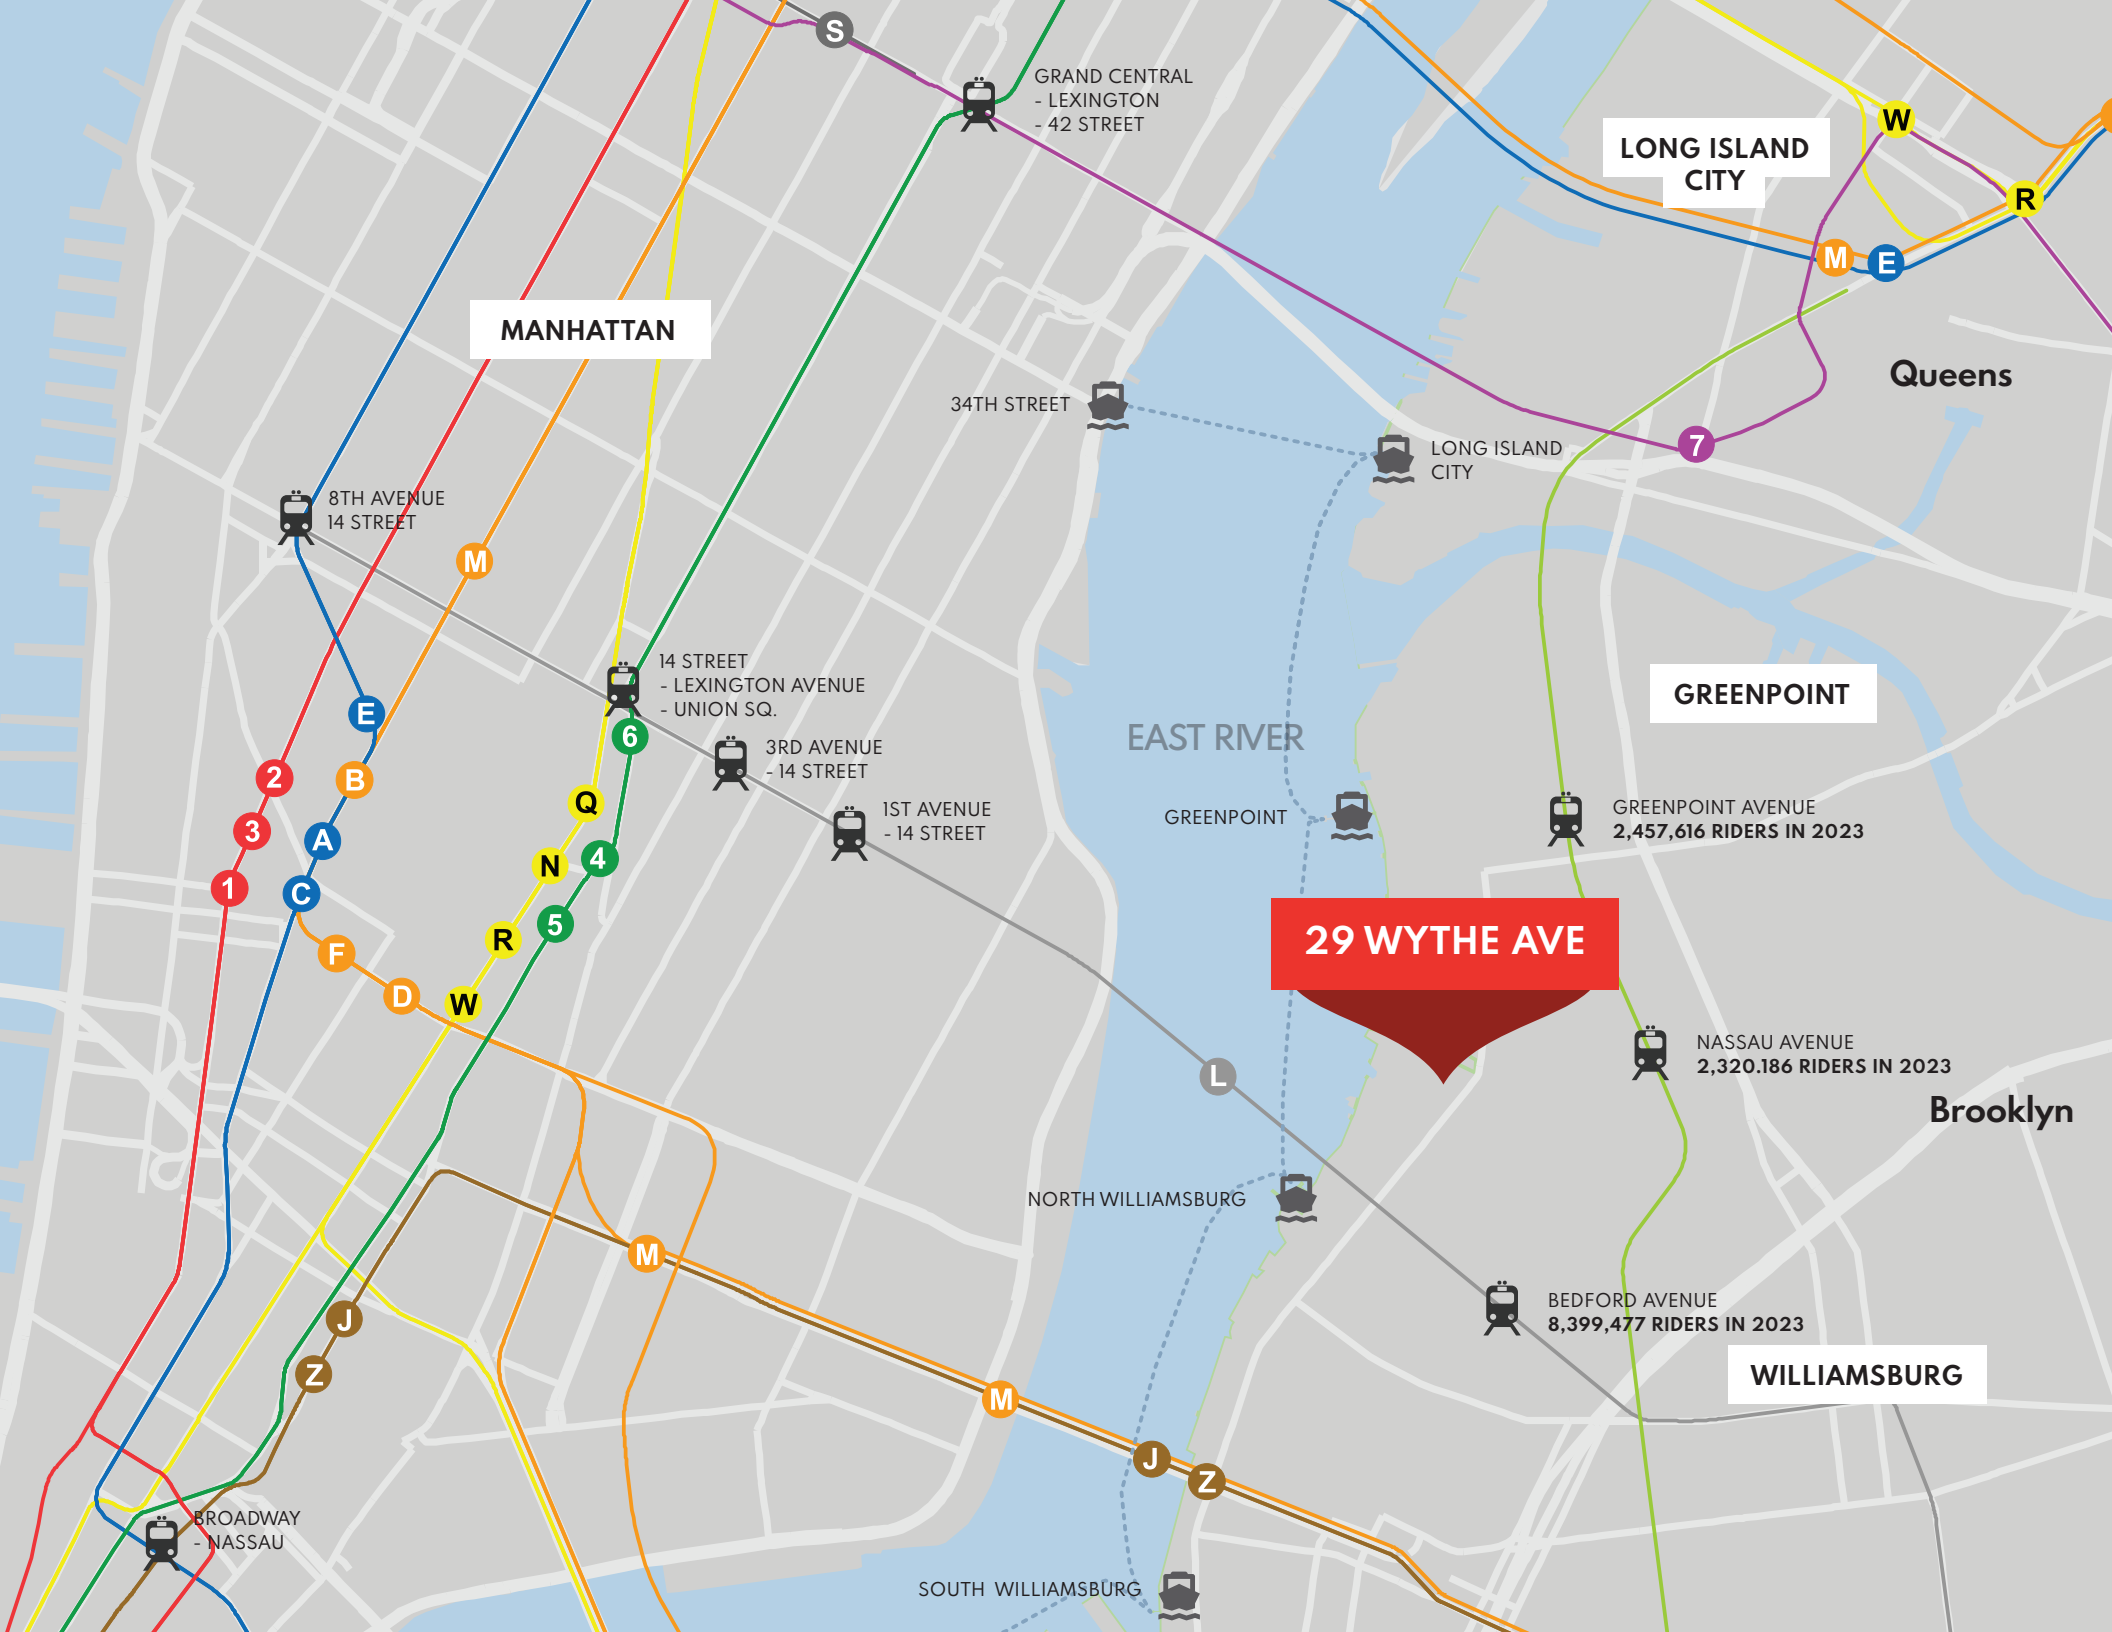 S
GRAND CENTRAL
- LEXINGTON
- 42 STREET
W
LONG ISLAND
CITY
R
M
E
MANHATTAN
Queens
34TH STREET
LONG ISLAND
CITY
7
8TH AVENUE
14 STREET
M
14 STREET
- LEXINGTON AVENUE
- UNION SQ.
GREENPOINT
E
6
EAST RIVER
3RD AVENUE
- 14 STREET
2
B
Q
1ST AVENUE
- 14 STREET
GREENPOINT
GREENPOINT AVENUE
2,457,616 RIDERS IN 2023
3
A
N
4
1
C
5
R
29 WYTHE AVE
F
D
W
NASSAU AVENUE
2,320.186 RIDERS IN 2023
L
Brooklyn
NORTH WILLIAMSBURG
M
BEDFORD AVENUE
8,399,477 RIDERS IN 2023
J
Z
WILLIAMSBURG
M
J
Z
BROADWAY
- NASSAU
SOUTH WILLIAMSBURG